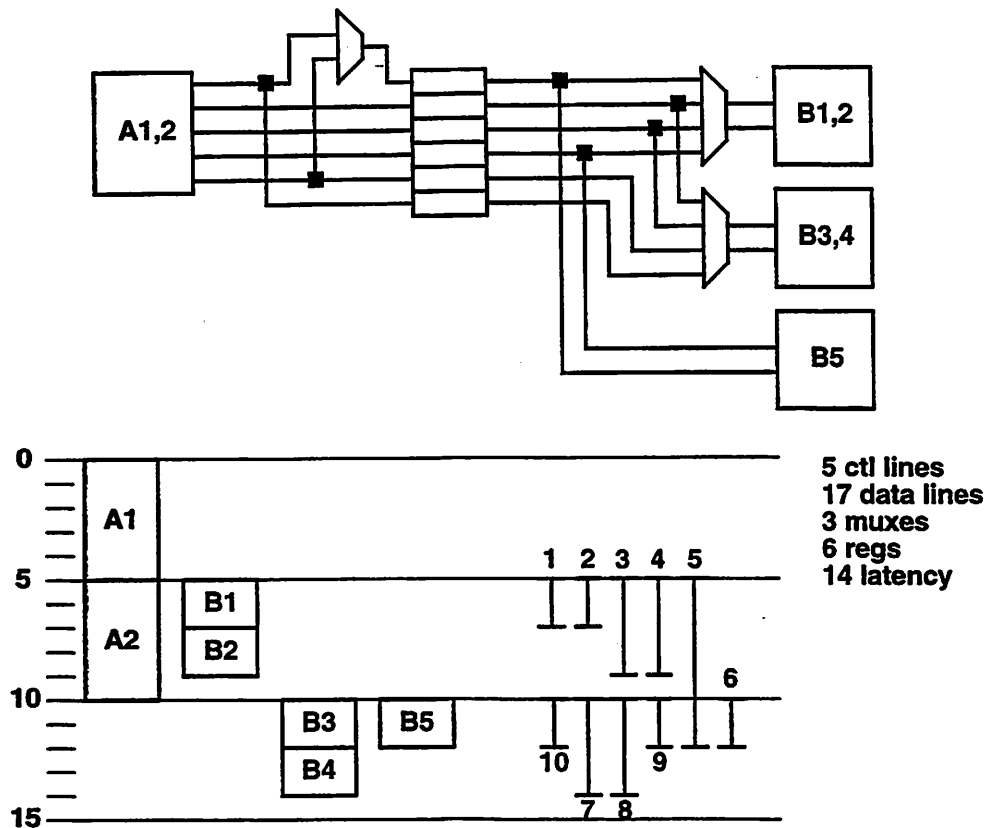 A1,2
B1,2
B3,4
B5
0
5 ctl lines
17 data lines
3 muxes
6 regs
14 latency
A1
1 2 3 4 5
5
B1
A2
B2
6
10
B3
B5
10
9
B4
7
8
15